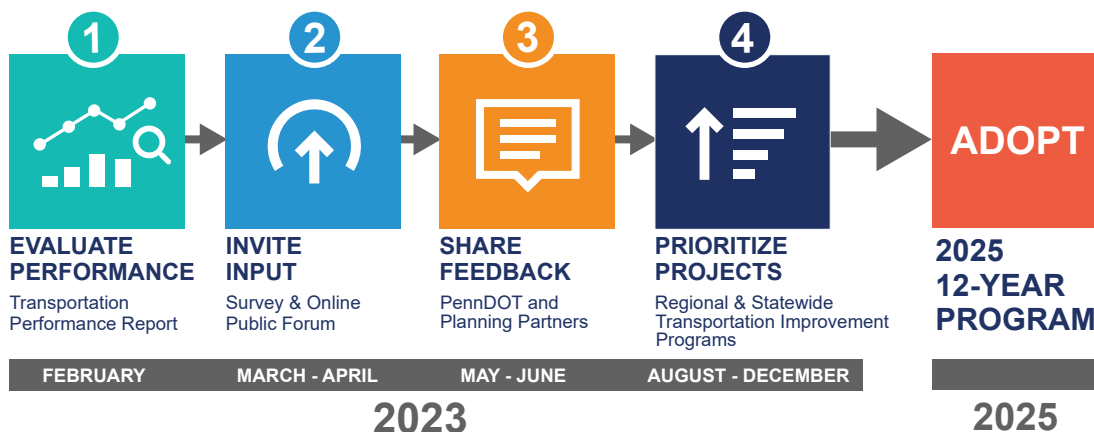 1
2
3
4
ADOPT
EVALUATE
PERFORMANCE
Transportation
Performance Report
INVITE
INPUT
Survey & Online
Public Forum
SHARE
FEEDBACK
PennDOT and
Planning Partners
PRIORITIZE
PROJECTS
Regional & Statewide
Transportation Improvement
Programs
2025
12-YEAR
PROGRAM
FEBRUARY
MARCH - APRIL
MAY - JUNE
AUGUST - DECEMBER
2023
2025